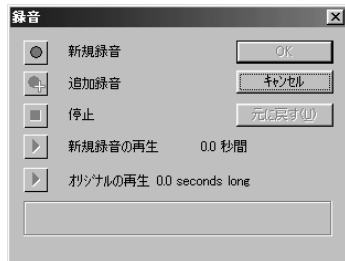 録音
新規録音
OK
追加録音
ｷｬﾝｾﾙ
停止
元に戻す(U)
新規録音の再生 0.0 秒間
ｵﾘｼﾞﾅﾙの再生 0.0 seconds long